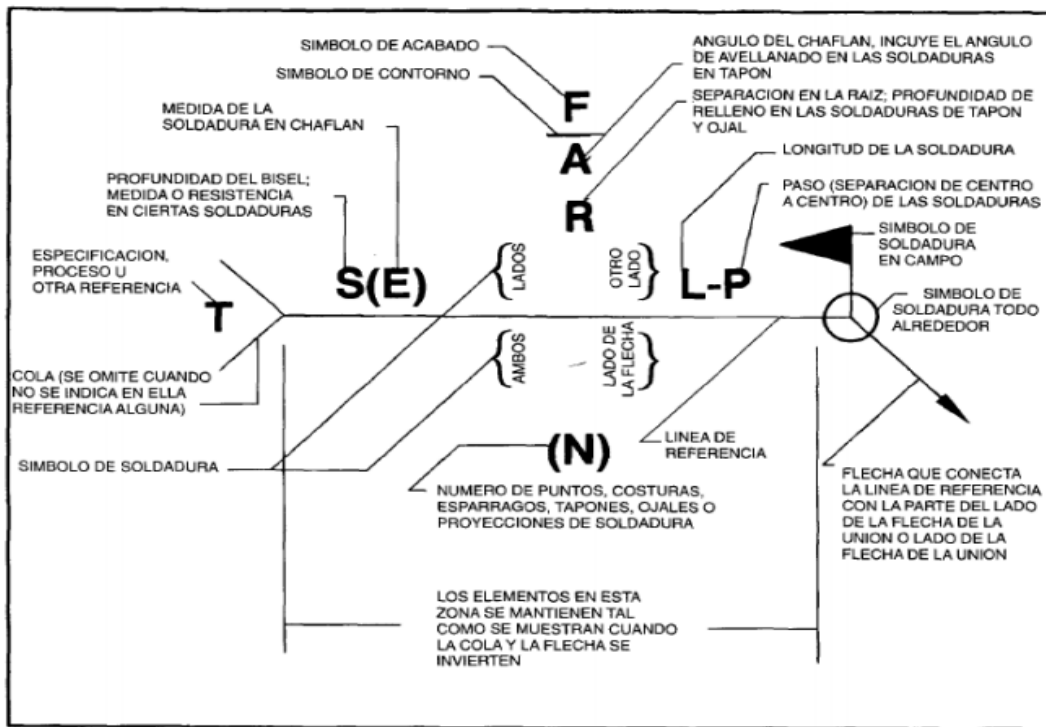 SIMBOLO DE ACABADO
SIMBOLO DE CONTORNO
ANGULO DEL CHAFLAN, INCUYE EL ANGULO
DE AVELLANADO EN LAS SOLDADURAS
EN TAPON
F
A
R
SEPARACION EN LA RAIZ; PROFUNDIDAD DE
RELLENO EN LAS SOLDADURAS DE TAPON
Y OJAL
MEDIDA DE LA
SOLDADURA EN CHAFLAN
LONGITUD DE LA SOLDADURA
PROFUNDIDAD DEL BISEL;
MEDIDA O RESISTENCIA
EN CIERTAS SOLDADURAS
PASO (SEPARACION DE CENTRO
A CENTRO) DE LAS SOLDADURAS
SIMBOLO DE
SOLDADURA
EN CAMPO
ESPECIFICACION,
PROCESO U
OTRA REFERENCIA
T
S(E)
LADOS
OTRO
LADO
L-P
SIMBOLO DE
SOLDADURA TODO
ALREDEDOR
AMBOS
LADO DE
LA FLECHA
COLA (SE OMITE CUANDO
NO SE INDICA EN ELLA
REFERENCIA ALGUNA)
SIMBOLO DE SOLDADURA
(N)
LINEA DE
REFERENCIA
NUMERO DE PUNTOS, COSTURAS,
ESPARRAGOS, TAPONES, OJALES O
PROYECCIONES DE SOLDADURA
FLECHA QUE CONECTA
LA LINEA DE REFERENCIA
CON LA PARTE DEL LADO
DE LA FLECHA DE LA
UNION O LADO DE LA
FLECHA DE LA UNION
LOS ELEMENTOS EN ESTA
ZONA SE MANTIENEN TAL
COMO SE MUESTRAN CUANDO
LA COLA Y LA FLECHA SE
INVIERTEN